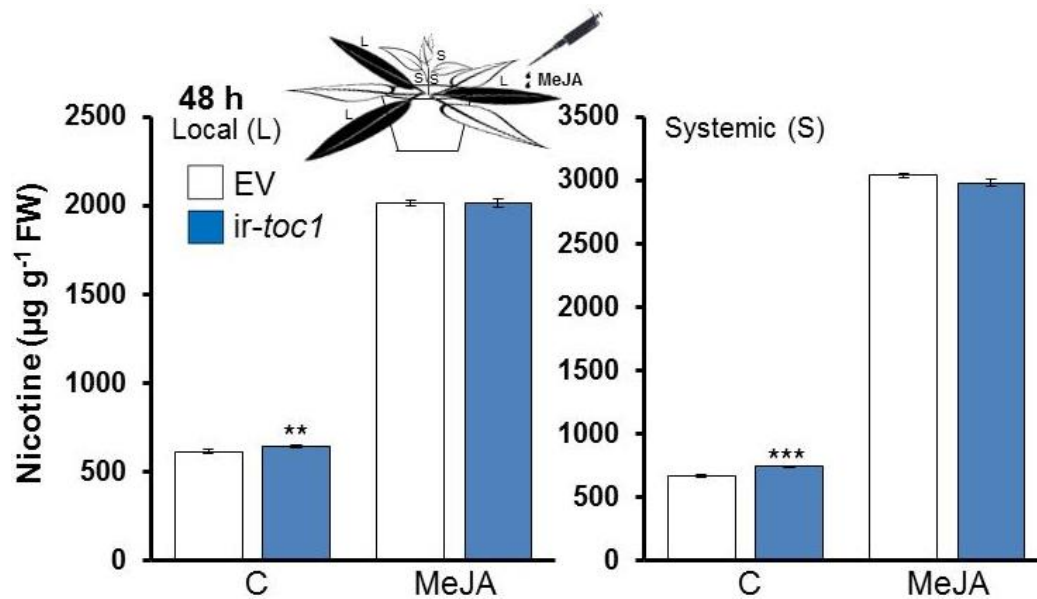 L
S
S S
L
MeJA
L
48 h
Local (L)
EV
ir-toc1
**
Nicotine (µg g⁻¹ FW)
2500
2000
1500
1000
500
0
C
MeJA
Systemic (S)
***
3500
3000
2500
2000
1500
1000
500
0
C
MeJA